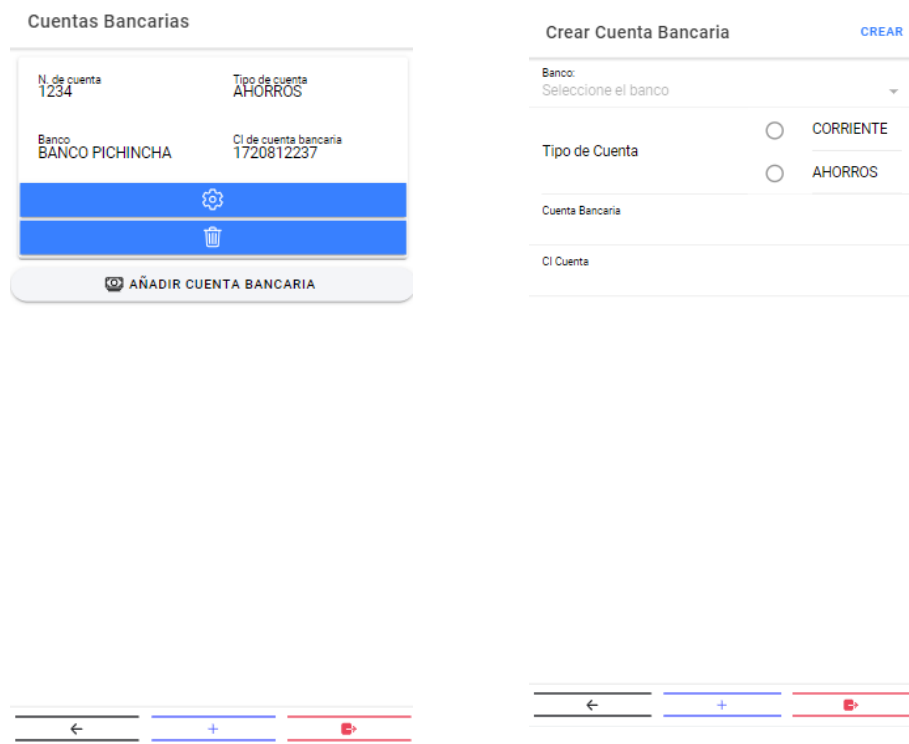 Cuentas Bancarias
N. de cuenta
1234
Tipo de cuenta
AHORROS
Banco
BANCO PICHINCHA
CI de cuenta bancaria
1720812237
AÑADIR CUENTA BANCARIA
Crear Cuenta Bancaria
CREAR
Banco:
Seleccione el banco
Tipo de Cuenta
CORRIENTE
AHORROS
Cuenta Bancaria
CI Cuenta